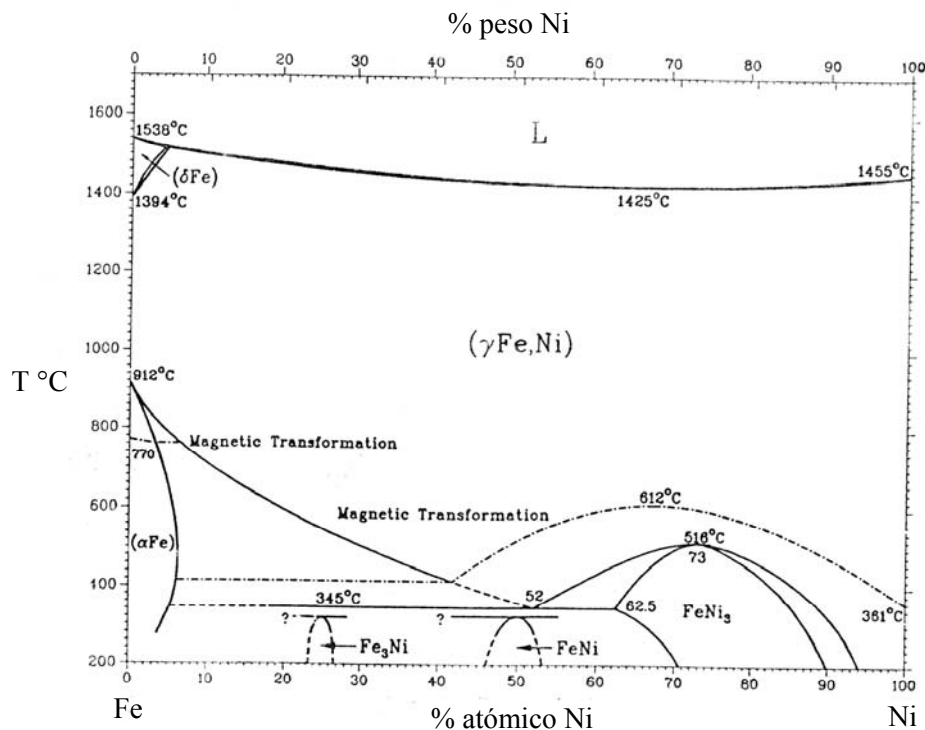 % peso Ni
0 10 20 30 40 50 60 70 80 90 100
1600
1538°C
L
(δFe)
1455°C
1400
1394°C
1425°C
1200
(γFe,Ni)
1000
T °C
912°C
800
Magnetic Transformation
770
612°C
600
Magnetic Transformation
516°C
(αFe)
73
100
52
345°C
62.5
FeNi3
361°C
? ?
Fe3Ni
FeNi
200
0 10 20 30 40 50 60 70 80 90 100
Fe
% atómico Ni
Ni